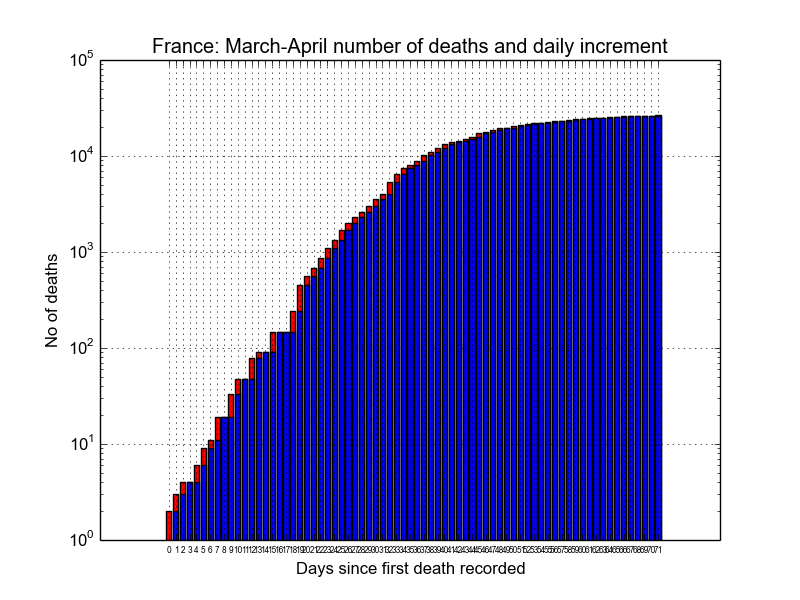 France: March-April number of deaths and daily increment
10^5
10^4
10^3
10^2
10^1
10^0
No of deaths
0 1 2 3 4 5 6 7 8 9 10 11 12 13 14 15 16 17 18 19 20 21 22 23 24 25 26 27 28 29 30 31 32 33 34 35 36 37 38 39 40 41 42 43 44 45 46 47 48 49 50 51 52 53 54 55 56 57 58 59 60 61 62 63 64 65 66 67 68 69 70 71
Days since first death recorded